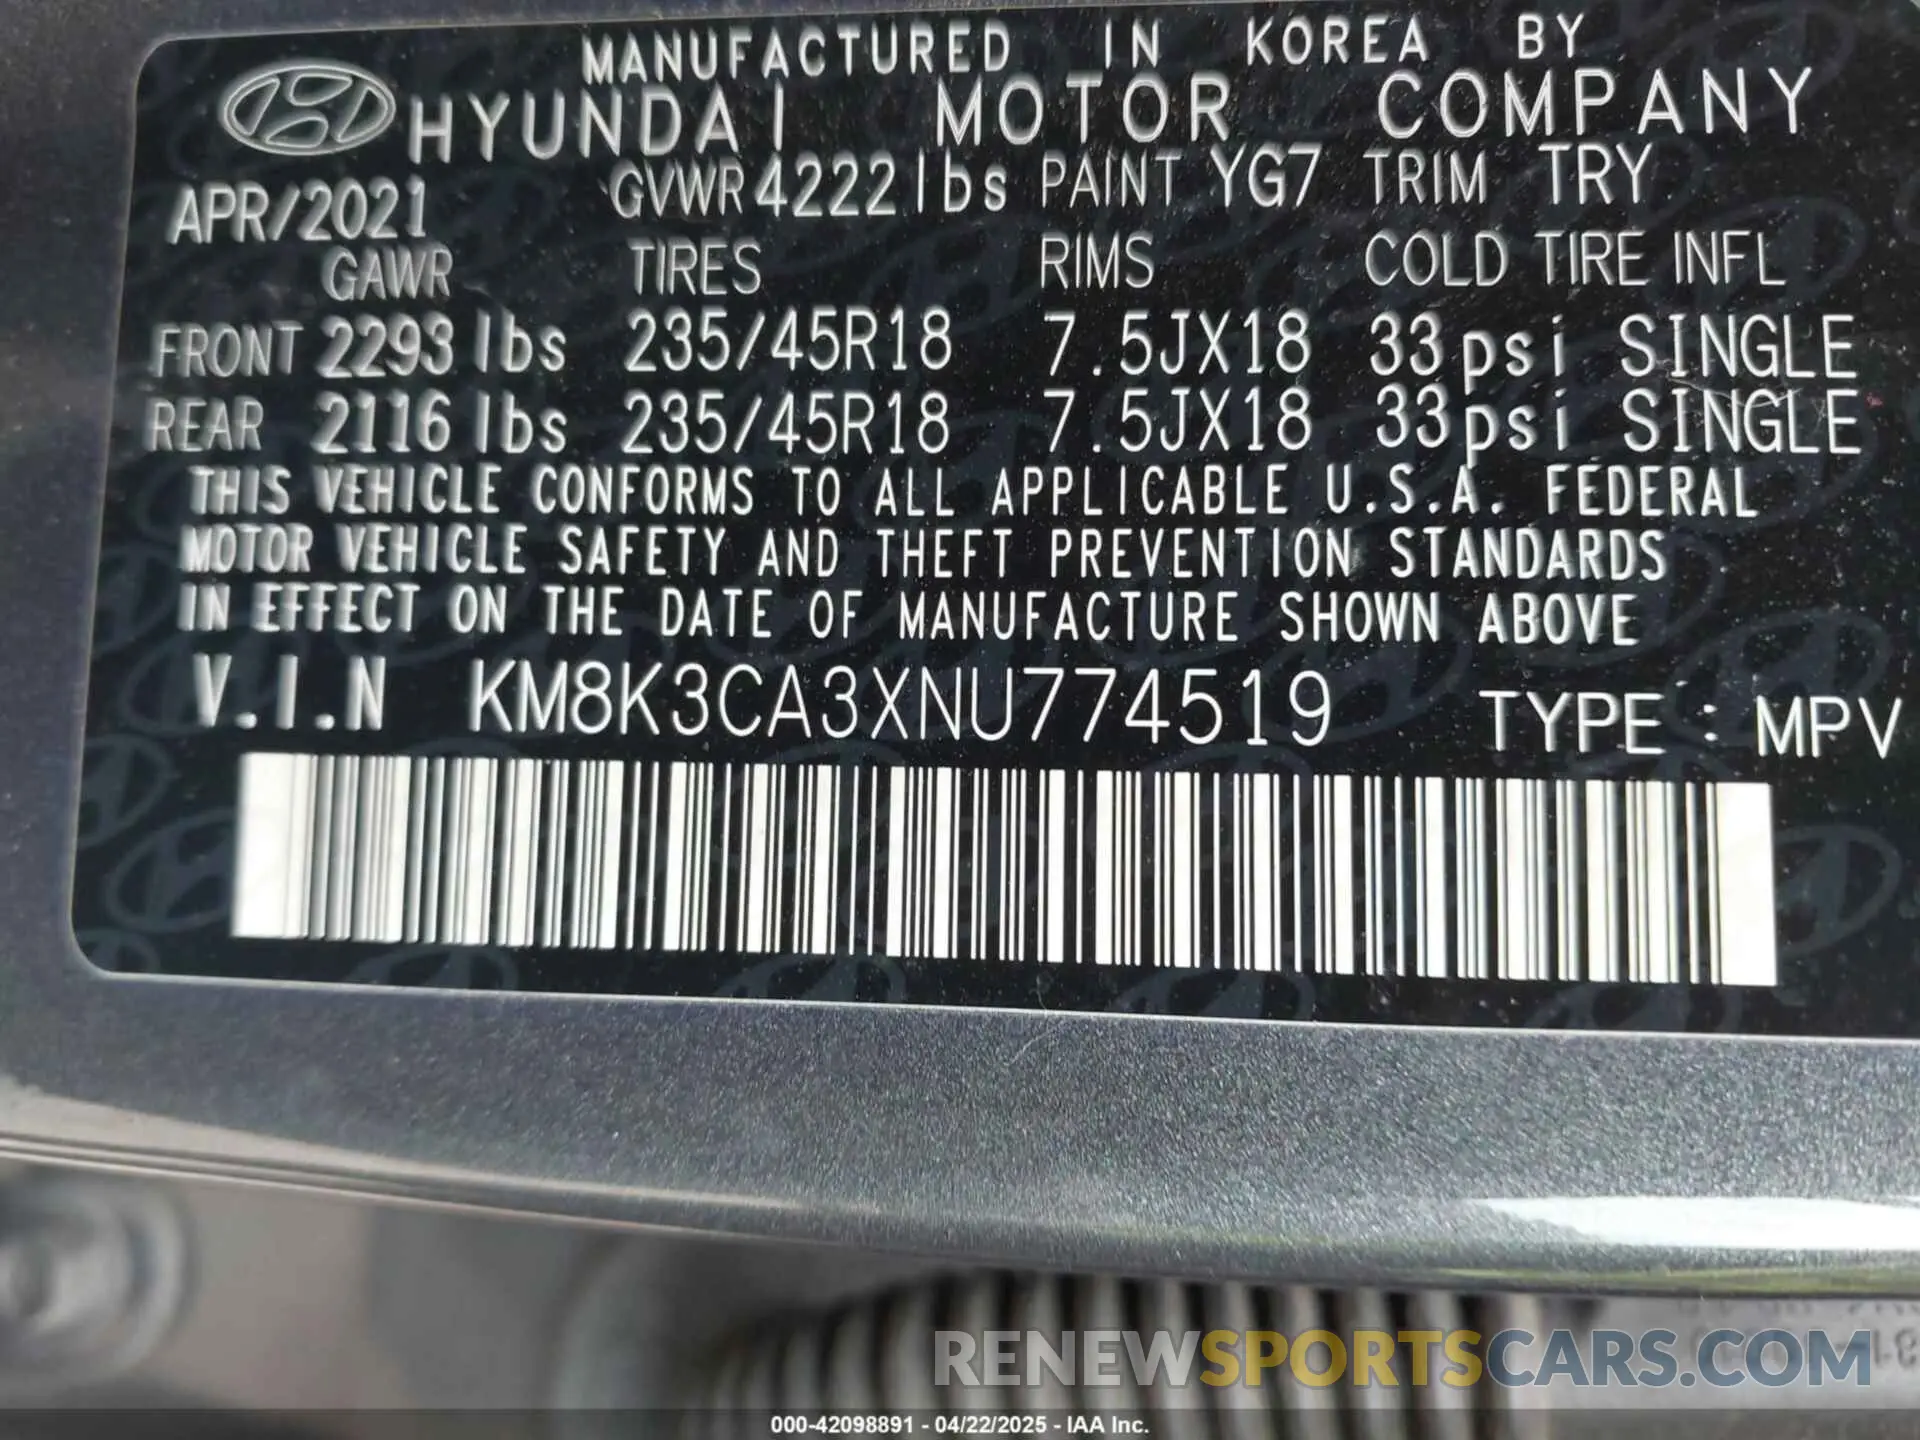 MANUFACTURED IN KOREA BY
HYUNDAI MOTOR COMPANY
APR/2021 GVWR 4222 lbs PAINT YG7 TRIM TRY
GAWR TIRES RIMS COLD TIRE INFL
FRONT 2293 lbs 235/45R18 7.5JX18 33psi SINGLE
REAR 2116 lbs 235/45R18 7.5JX18 33psi SINGLE
THIS VEHICLE CONFORMS TO ALL APPLICABLE U.S.A. FEDERAL
MOTOR VEHICLE SAFETY AND THEFT PREVENTION STANDARDS
IN EFFECT ON THE DATE OF MANUFACTURE SHOWN ABOVE
V.I.N KM8K3CA3XNU774519 TYPE : MPV
RENEWSPORTSCARS.COM
000-42098891 - 04/22/2025 - IAA Inc.